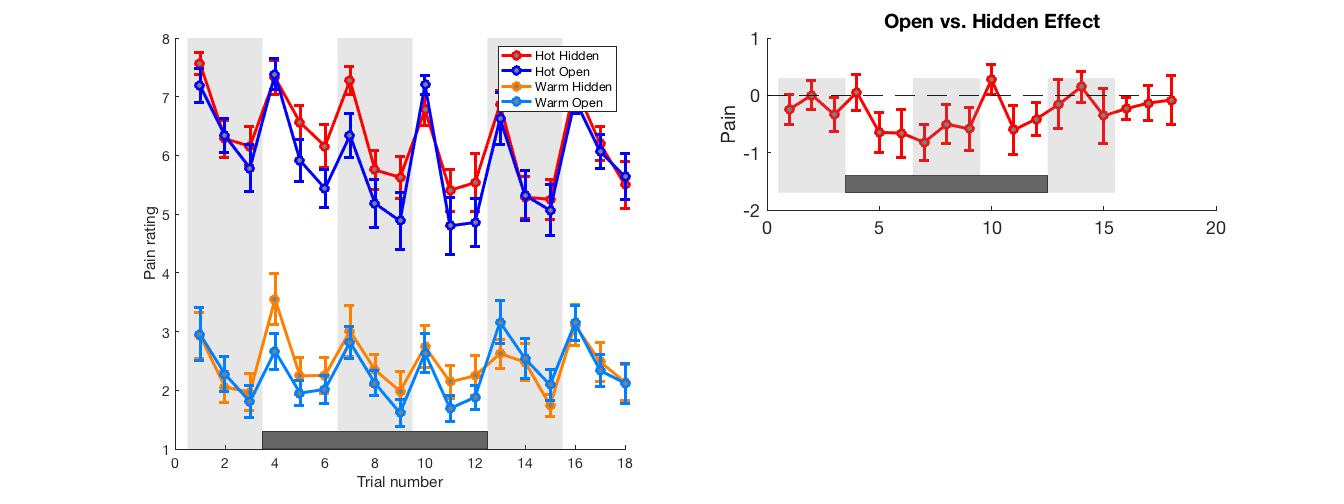 8
7
6
5
4
3
2
1
0 2 4 6 8 10 12 14 16 18
Pain rating
Trial number
Hot Hidden
Hot Open
Warm Hidden
Warm Open
Open vs. Hidden Effect
1
0
-1
-2
0 5 10 15 20
Pain